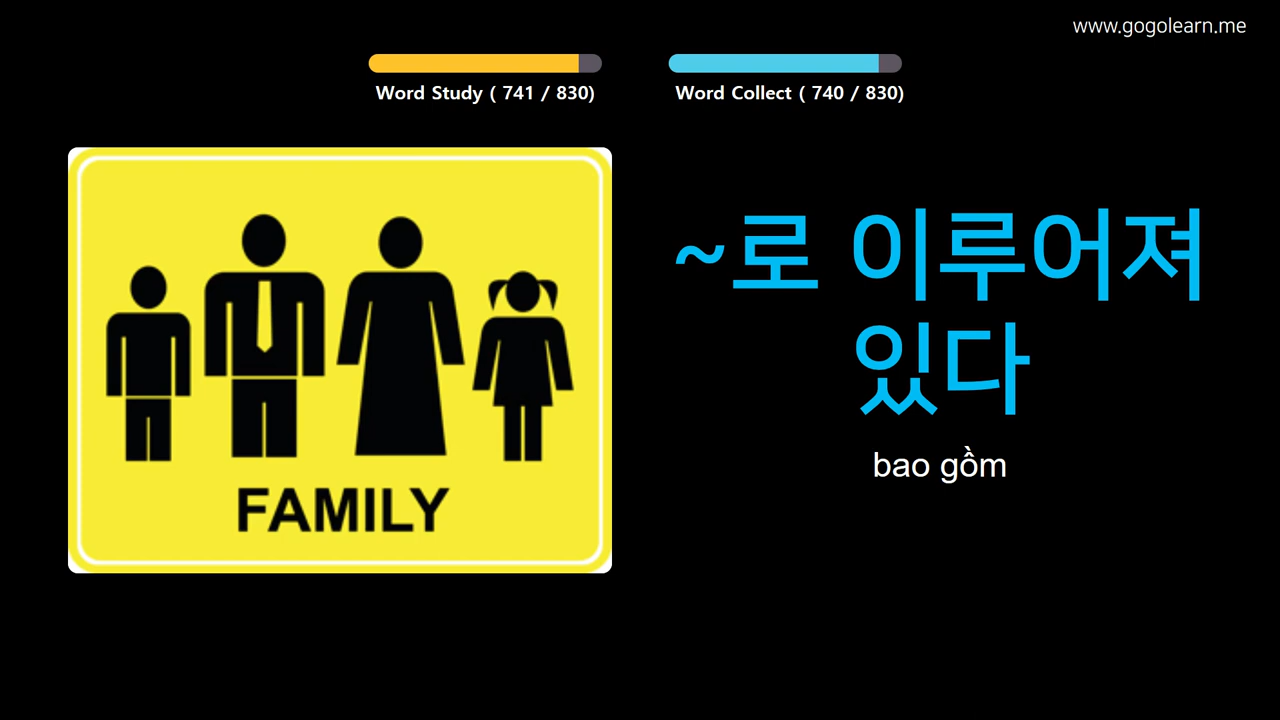 www.gogolearn.me
Word Study ( 741 / 830)
Word Collect ( 740 / 830)
~로 이루어져
있다
bao gồm
FAMILY